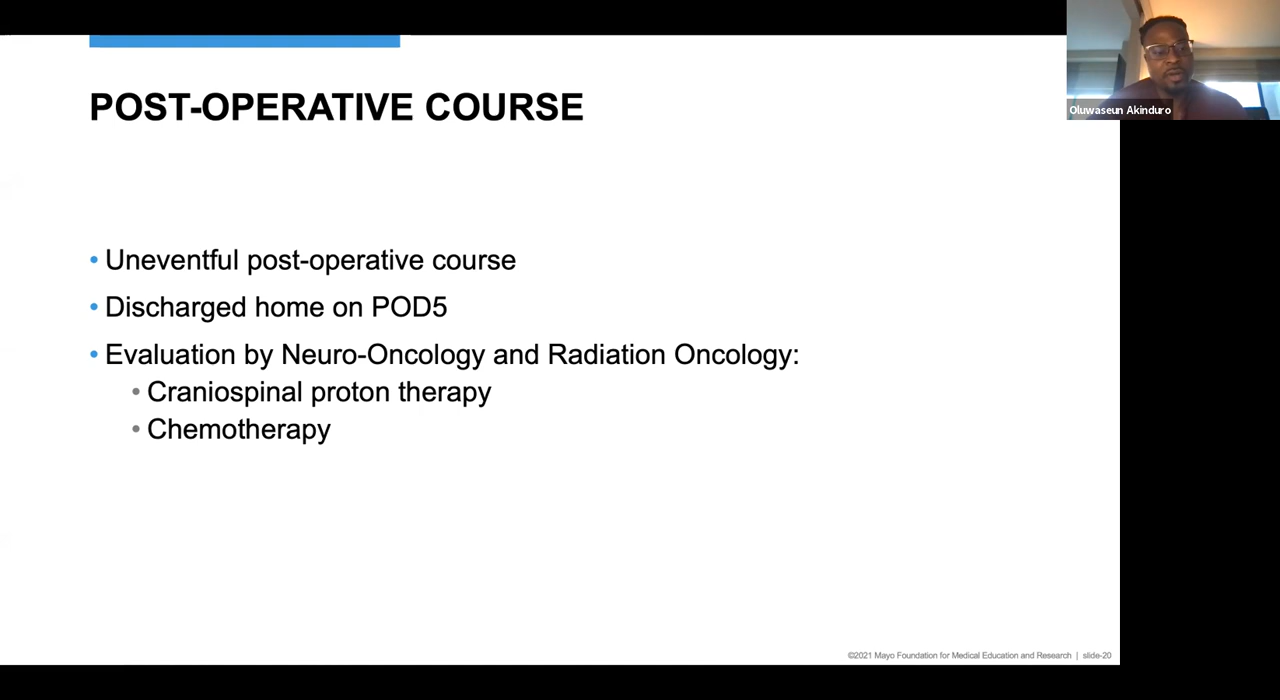 Oluwaseun Akinduro
POST-OPERATIVE COURSE
• Uneventful post-operative course
• Discharged home on POD5
• Evaluation by Neuro-Oncology and Radiation Oncology:
• Craniospinal proton therapy
• Chemotherapy
©2021 Mayo Foundation for Medical Education and Research | slide-20